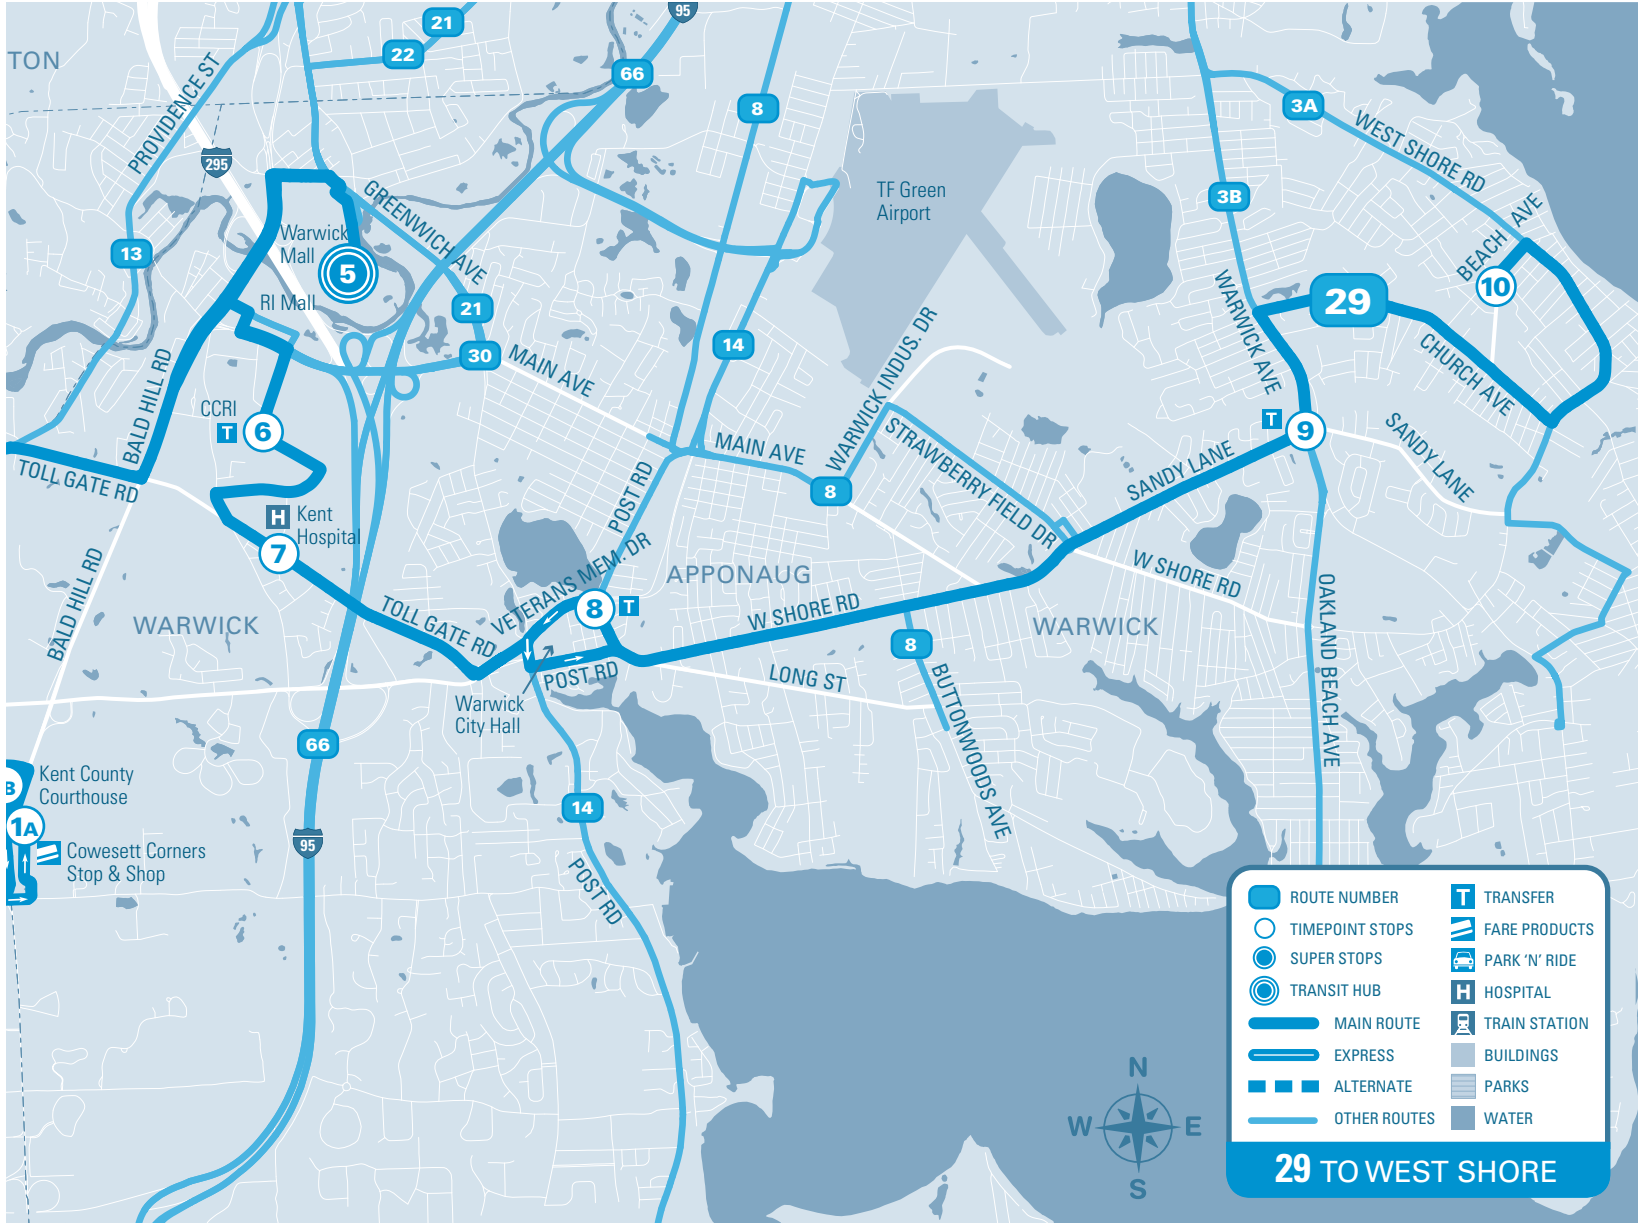 TON
21
22
95
66
8
3A
PROVIDENCE ST
WEST SHORE RD
295
TF Green
Airport
3B
GREENWICH AVE
BEACH AVE
Warwick
Mall
13
5
10
RI Mall
21
29
WARWICK AVE
14
30
MAIN AVE
WARWICK INDUS. DR
CHURCH AVE
BALD HILL RD
CCRI
T
6
T
9
SANDY LANE
MAIN AVE
STRAWBERRY FIELD DR
SANDY LANE
TOLL GATE RD
POST RD
8
H
Kent
Hospital
7
VETERANS MEM. DR
APPONAUG
W SHORE RD
BALD HILL RD
8
T
W SHORE RD
OAKLAND BEACH AVE
WARWICK
TOLL GATE RD
WARWICK
8
POST RD
LONG ST
BUTTONWOODS AVE
Warwick
City Hall
66
Kent County
Courthouse
B
1A
14
95
Cowesett Corners
Stop & Shop
POST RD
ROUTE NUMBER
TIMEPOINT STOPS
SUPER STOPS
TRANSIT HUB
MAIN ROUTE
EXPRESS
ALTERNATE
OTHER ROUTES
T TRANSFER
FARE PRODUCTS
PARK ‘N’ RIDE
H HOSPITAL
TRAIN STATION
BUILDINGS
PARKS
WATER
N
W E
S
29 TO WEST SHORE